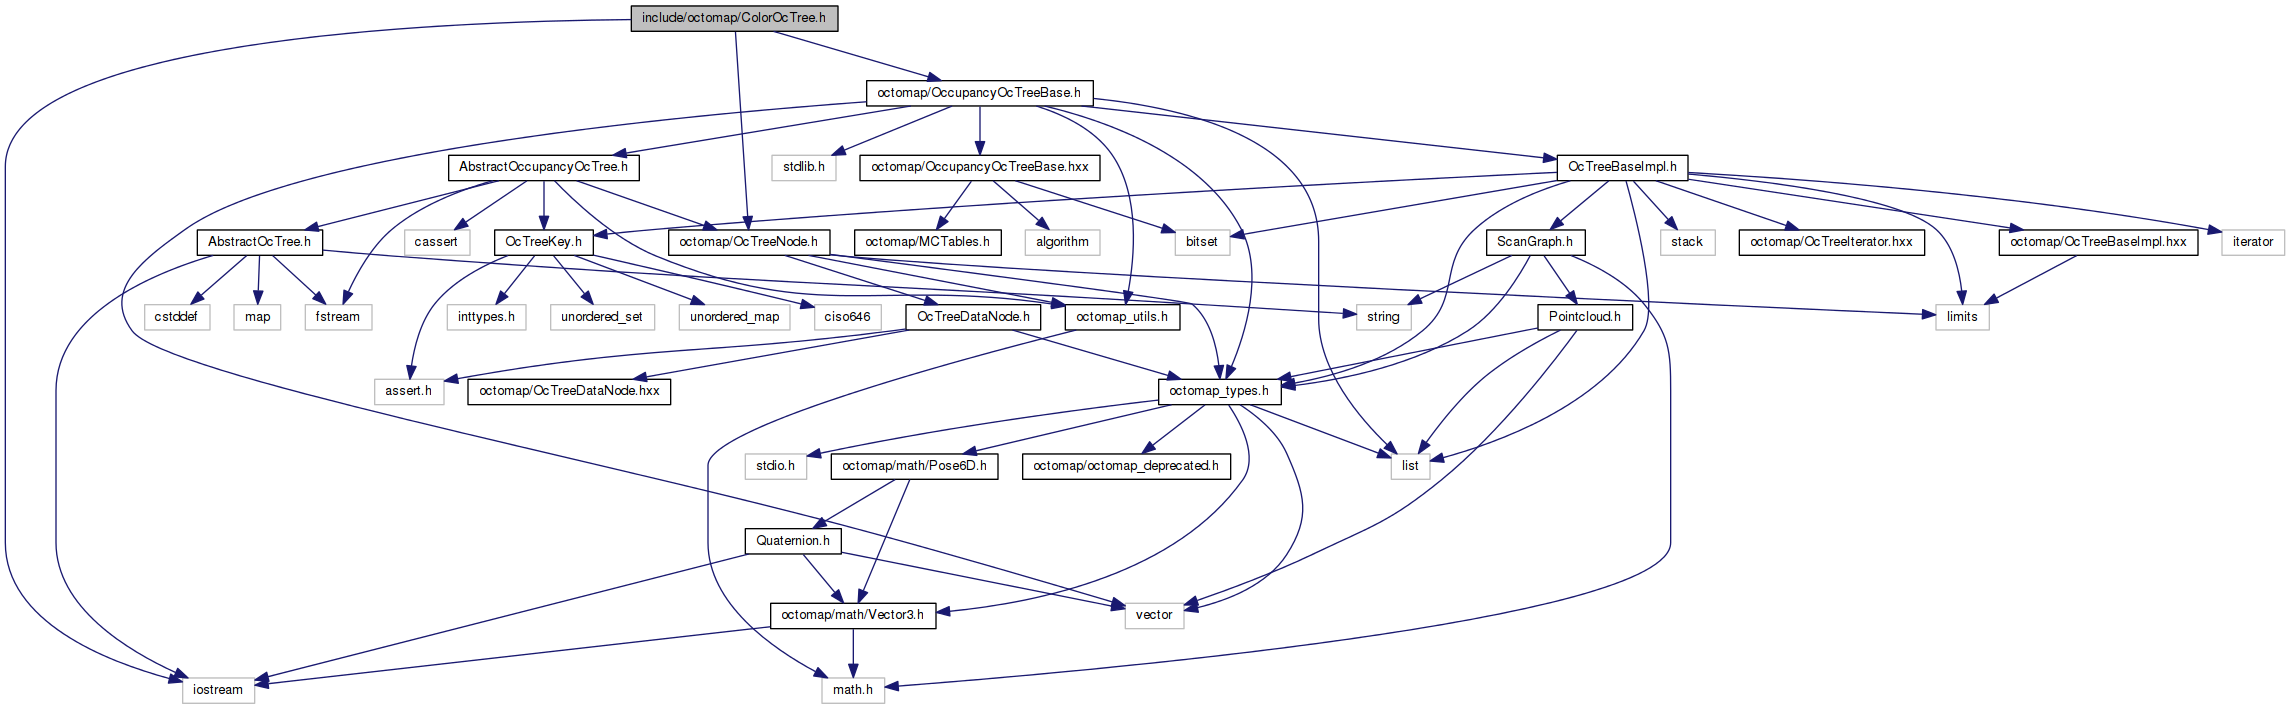 include/octomap/ColorOcTree.h
octomap/OccupancyOcTreeBase.h
AbstractOccupancyOcTree.h
stdlib.h
octomap/OccupancyOcTreeBase.hxx
OcTreeBaseImpl.h
AbstractOcTree.h
cassert
OcTreeKey.h
octomap/OcTreeNode.h
octomap/MCTables.h
algorithm
bitset
ScanGraph.h
stack
octomap/OcTreeIterator.hxx
octomap/OcTreeBaseImpl.hxx
iterator
cstddef
map
fstream
inttypes.h
unordered_set
unordered_map
ciso646
OcTreeDataNode.h
octomap_utils.h
string
Pointcloud.h
limits
assert.h
octomap/OcTreeDataNode.hxx
octomap_types.h
stdio.h
octomap/math/Pose6D.h
octomap/octomap_deprecated.h
list
Quaternion.h
octomap/math/Vector3.h
vector
iostream
math.h